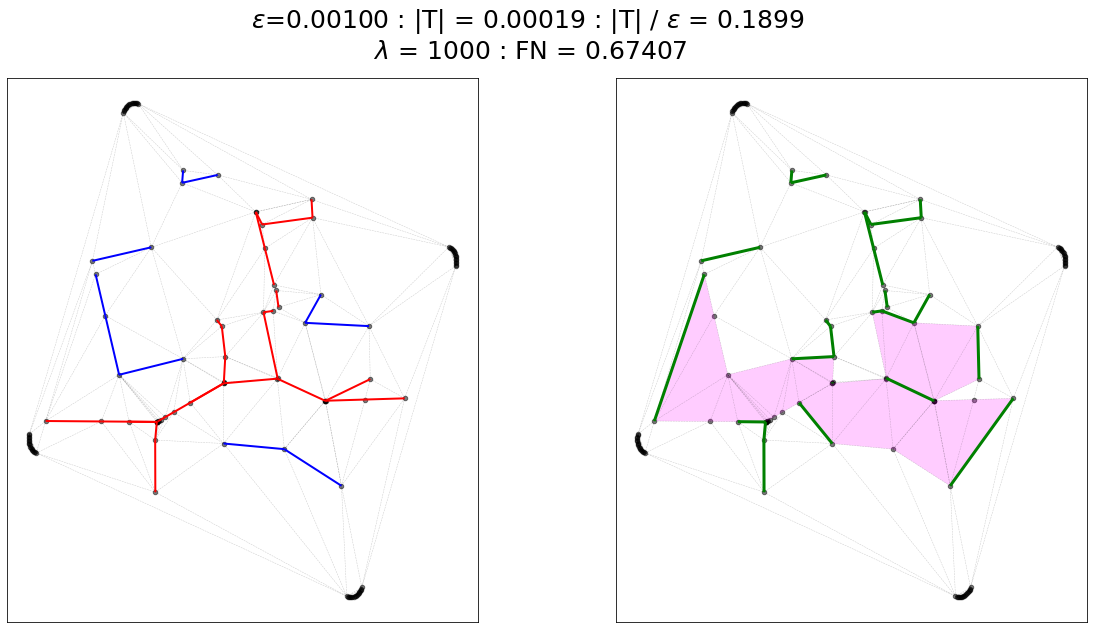 ε=0.00100 : |T| = 0.00019 : |T| / ε = 0.1899
λ = 1000 : FN = 0.67407